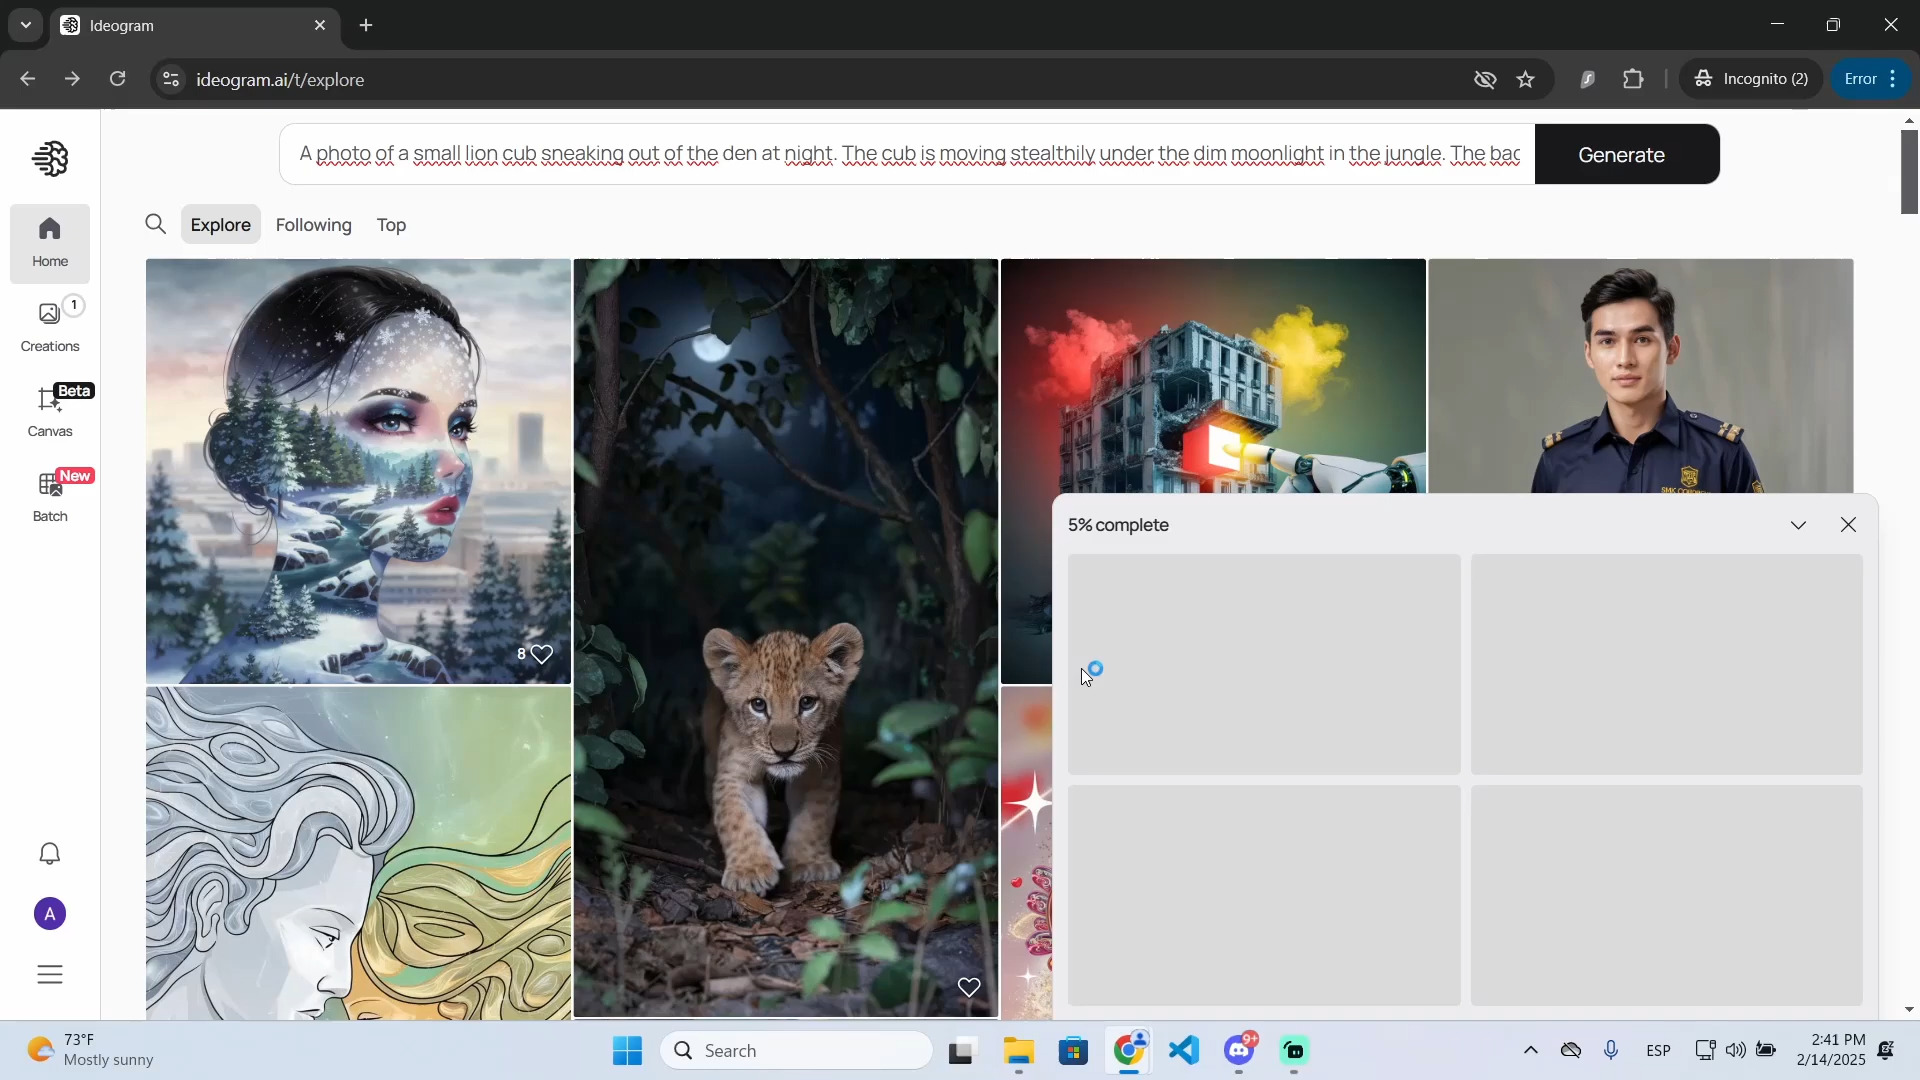 Ideogram
ideogram.ai/t/explore
Incognito (2)
Error
A photo of a small lion cub sneaking out of the den at night. The cub is moving stealthily under the dim moonlight in the jungle. The bac
Generate
Explore
Following
Top
Home
1
Creations
Beta
Canvas
New
Batch
8
5% complete
A
73°F
Mostly sunny
Search
9+
ESP
2:41 PM
2/14/2025